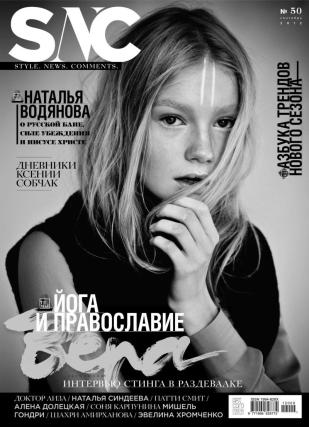 SNC
STYLE. NEWS. COMMENTS.
№ 50
СЕНТЯБРЬ
2012
НАТАЛЬЯ
ВОДЯНОВА
О РУССКОЙ БАНЕ,
СИЛЕ УБЕЖДЕНИЯ
И ИИСУСЕ ХРИСТЕ
ДНЕВНИКИ
КСЕНИИ
СОБЧАК
АЗБУКА ТРЕНДОВ
НОВОГО СЕЗОНА
ЙОГА
И ПРАВОСЛАВИЕ
Вера
ИНТЕРВЬЮ СТИНГА В РАЗДЕВАЛКЕ
ДОКТОР ЛИЗА / НАТАЛЬЯ СИНДЕЕВА / ПАТТИ СМИТ /
АЛЕНА ДОЛЕЦКАЯ / СОНЯ КАРПУНИНА МИШЕЛЬ
ГОНДРИ / ШАХРИ АМИРХАНОВА / ЭВЕЛИНА ХРОМЧЕНКО